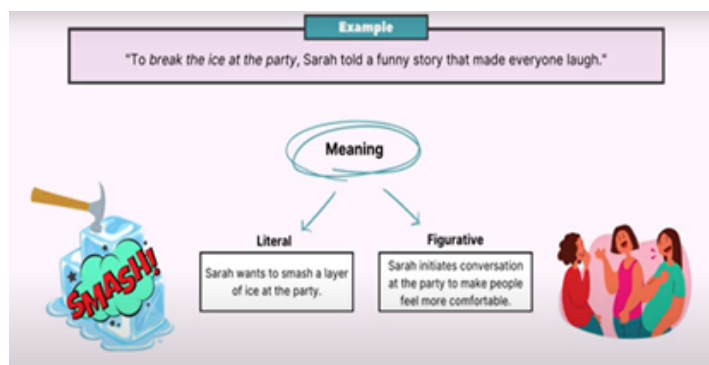 Example
"To break the ice at the party, Sarah told a funny story that made everyone laugh."
Meaning
Literal
Sarah wants to smash a layer
of ice at the party.
Figurative
Sarah initiates conversation
at the party to make people
feel more comfortable.
SMASH!